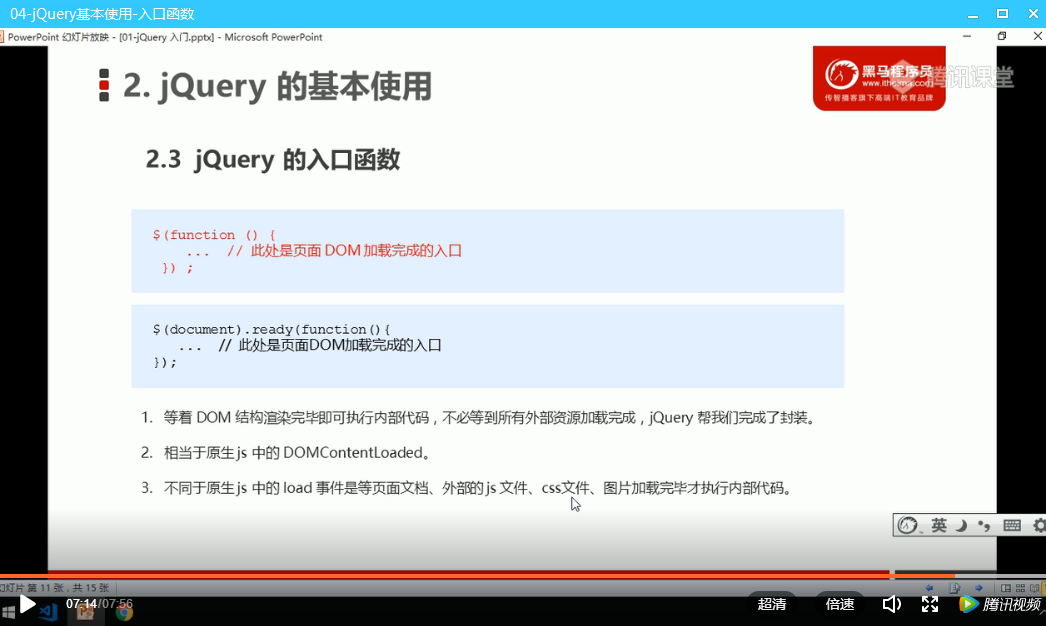 04-jQuery基本使用-入口函数
PowerPoint 幻灯片放映 - [01-jQuery 入门.pptx] - Microsoft PowerPoint
2. jQuery 的基本使用
黑马程序员
www.itheima.com
传智播客旗下高端IT教育品牌
腾讯课堂
2.3 jQuery 的入口函数
$(function () {
... // 此处是页面 DOM 加载完成的入口
}) ;
$(document).ready(function(){
... // 此处是页面DOM加载完成的入口
});
1. 等着 DOM 结构渲染完毕即可执行内部代码，不必等到所有外部资源加载完成，jQuery 帮我们完成了封装。
2. 相当于原生 js 中的 DOMContentLoaded。
3. 不同于原生 js 中的 load 事件是等页面文档、外部的 js 文件、css文件、图片加载完毕才执行内部代码。
英
幻灯片 第 11 张，共 15 张
07:14/07:56
超清
倍速
腾讯视频